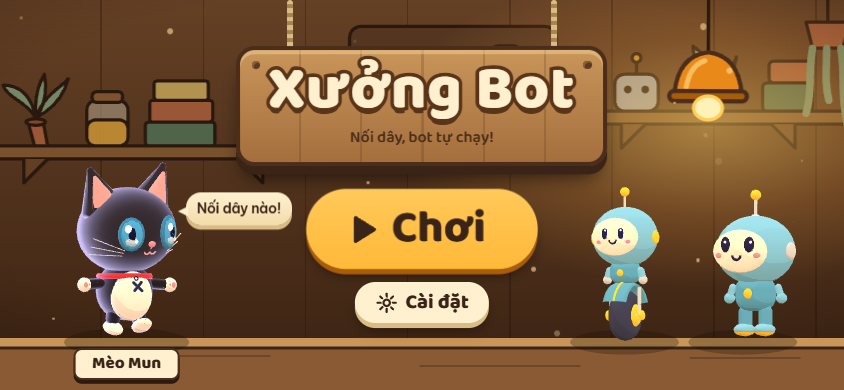 Xưởng Bot
Nối dây, bot tự chạy!
Nối dây nào!
Chơi
Cài đặt
Mèo Mun